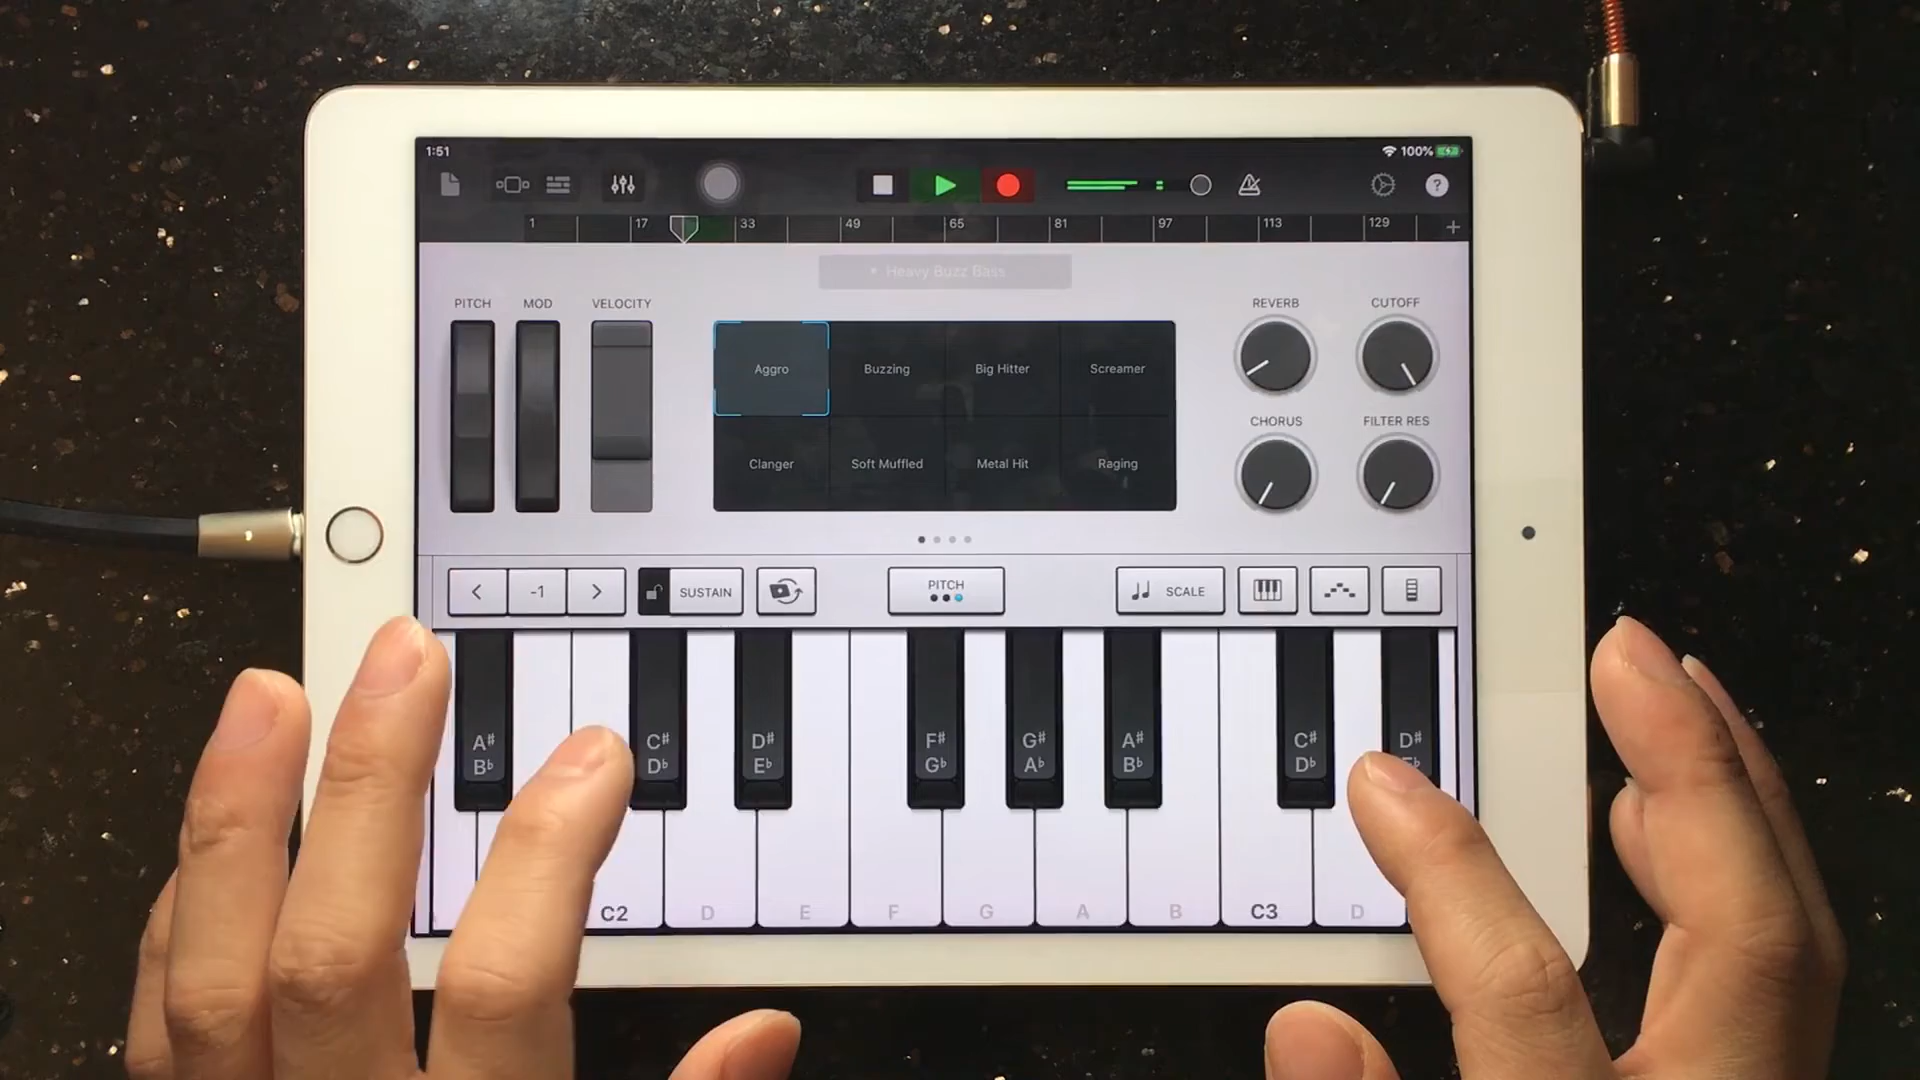 1:51
100%
?
1 17 33 49 65 81 97 113 129 +
Heavy Buzz Bass
PITCH MOD VELOCITY
REVERB CUTOFF
Aggro Buzzing Big Hitter Screamer
CHORUS FILTER RES
Clanger Soft Muffled Metal Hit Raging
-1 SUSTAIN PITCH SCALE
A♯ C♯ D♯ F♯ G♯ A♯ C♯ D♯
B♭ D♭ E♭ G♭ A♭ B♭ D♭ E♭
C2 D E F G A B C3 D